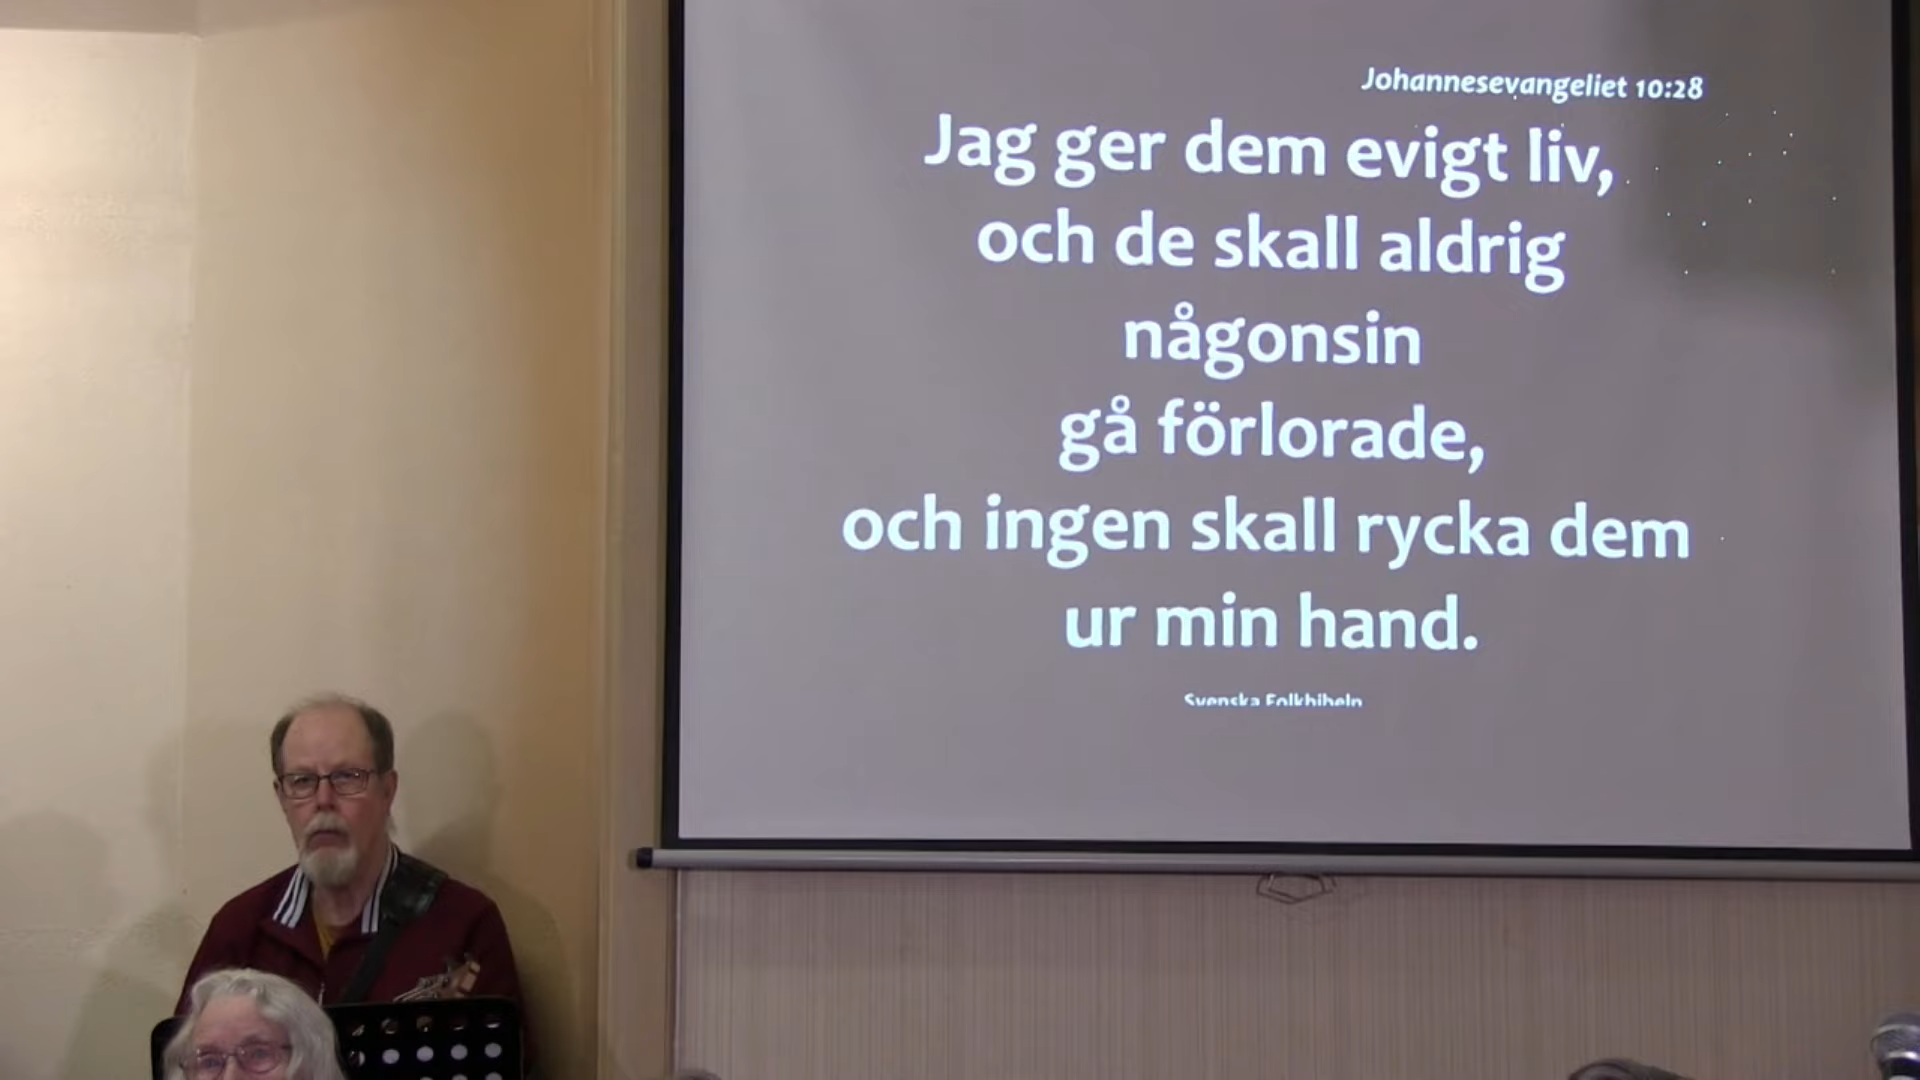 Johannesevangeliet 10:28
Jag ger dem evigt liv,
och de skall aldrig
någonsin
gå förlorade,
och ingen skall rycka dem
ur min hand.
Svenska Folkbibeln